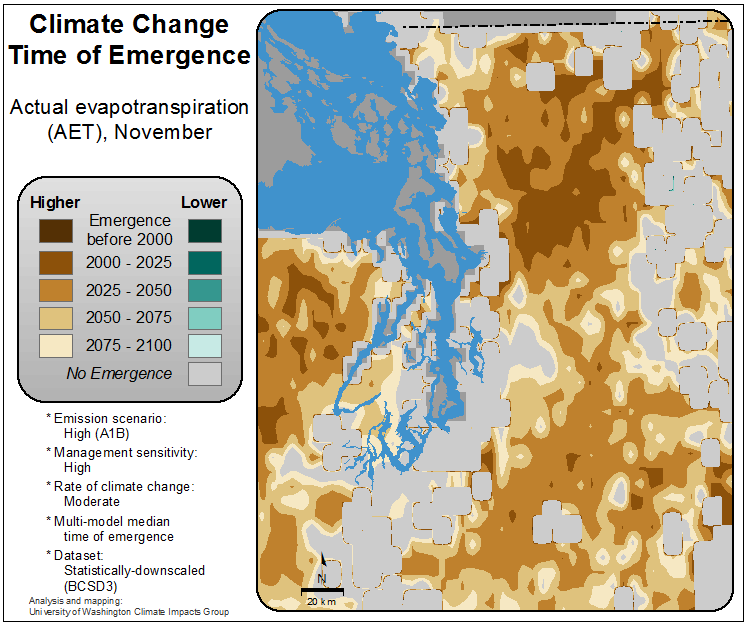 Climate Change
Time of Emergence
Actual evapotranspiration
(AET), November
Higher
Lower
Emergence
before 2000
2000 - 2025
2025 - 2050
2050 - 2075
2075 - 2100
No Emergence
* Emission scenario:
High (A1B)
* Management sensitivity:
High
* Rate of climate change:
Moderate
* Multi-model median
time of emergence
* Dataset:
Statistically-downscaled
(BCSD3)
Analysis and mapping:
University of Washington Climate Impacts Group
N
20 km